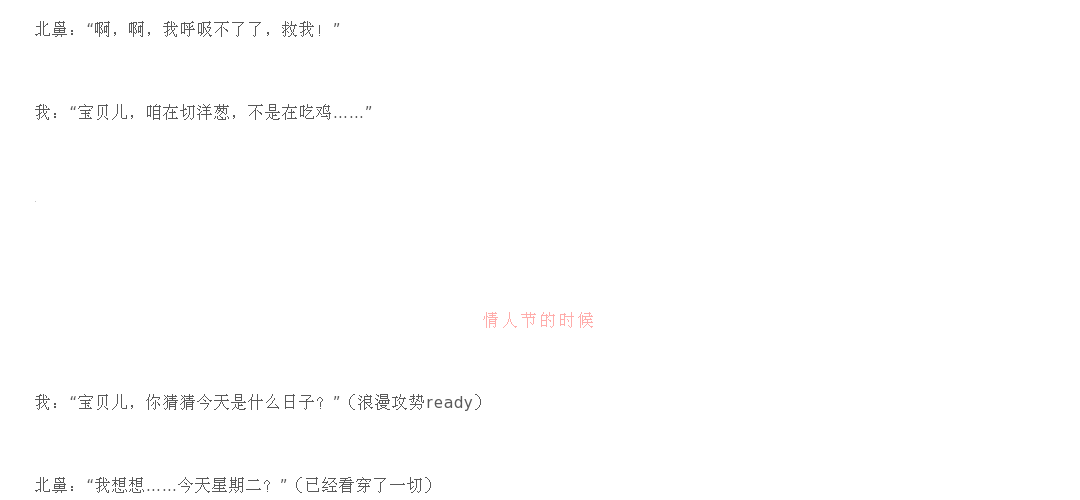 北鼻：“啊，啊，我呼吸不了了，救我！”
我：“宝贝儿，咱在切洋葱，不是在吃鸡……”
.
情人节的时候
我：“宝贝儿，你猜猜今天是什么日子？”（浪漫攻势ready）
北鼻：“我想想……今天星期二？”（已经看穿了一切）